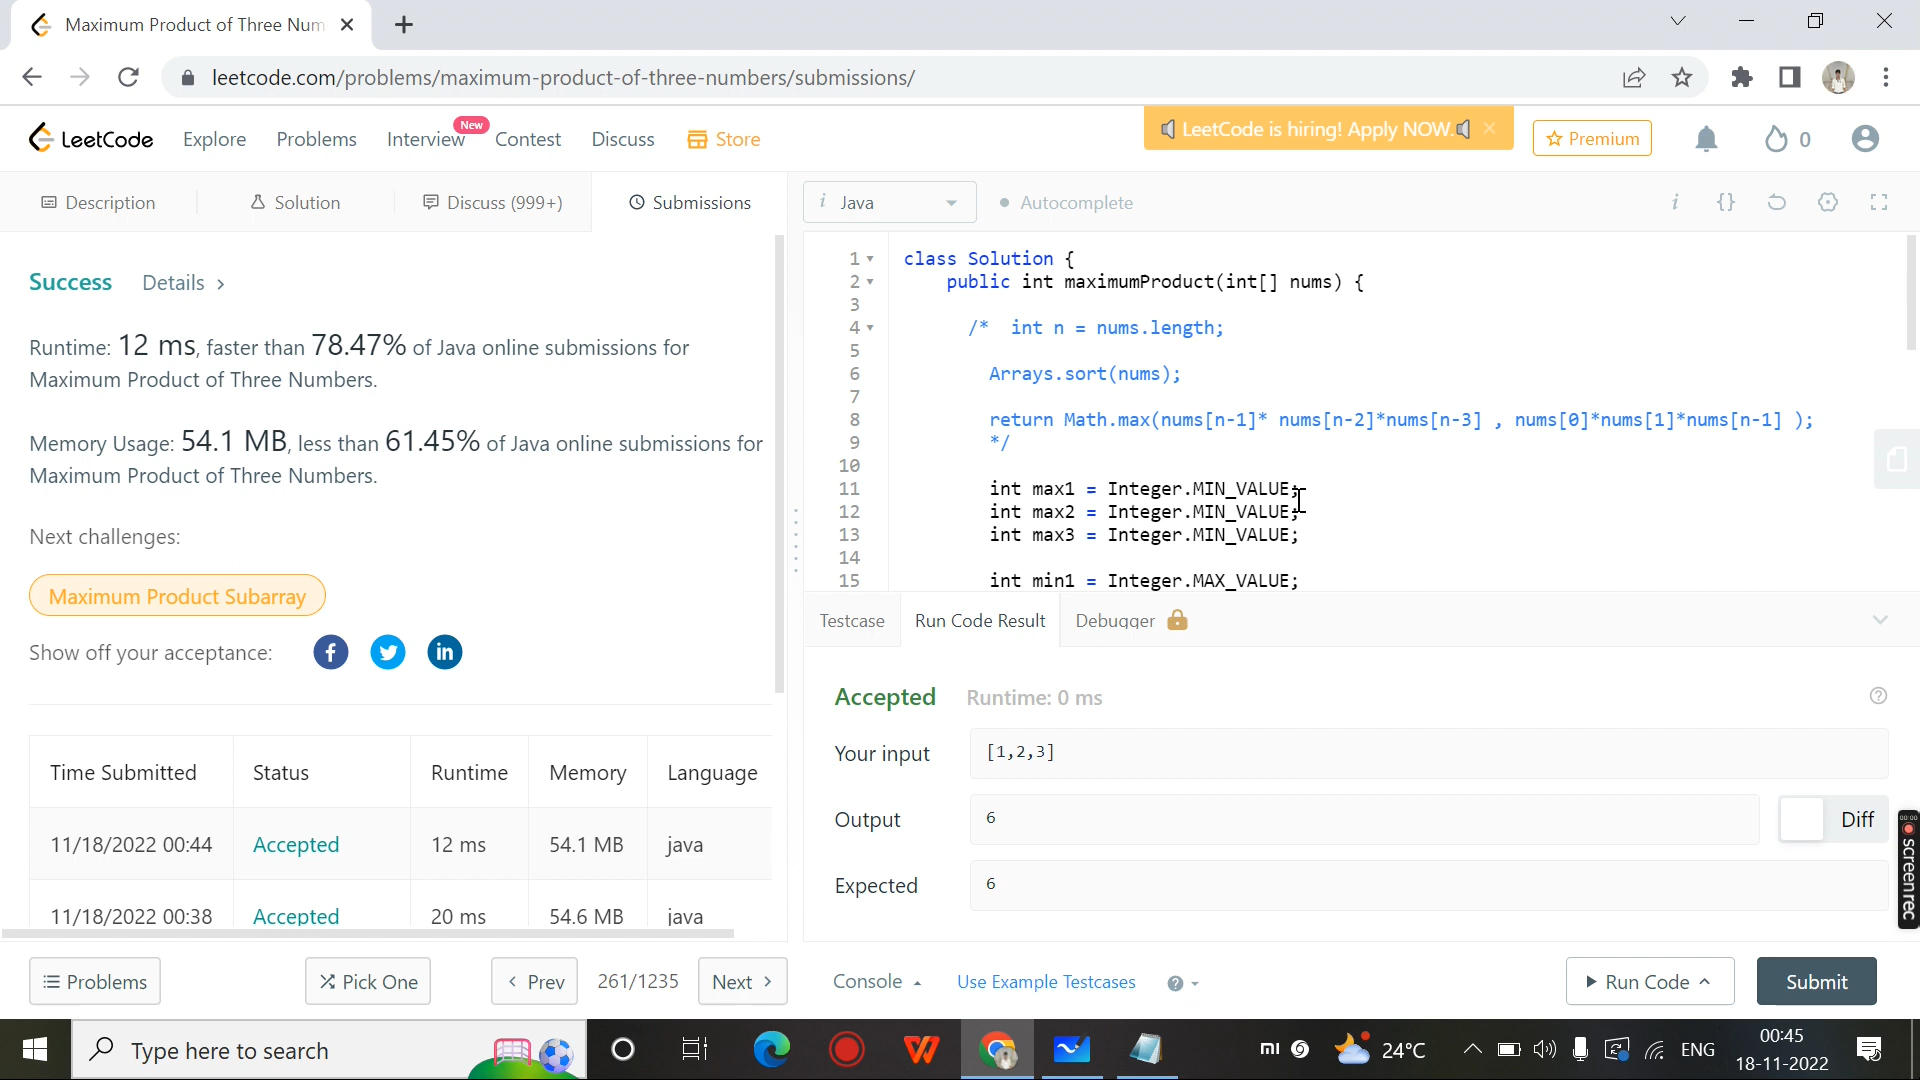 Maximum Product of Three Num
leetcode.com/problems/maximum-product-of-three-numbers/submissions/
LeetCode Explore Problems Interview New Contest Discuss Store
LeetCode is hiring! Apply NOW.
Premium 0
Description Solution Discuss (999+) Submissions
i Java Autocomplete i {}
Success Details >
Runtime: 12 ms, faster than 78.47% of Java online submissions for
Maximum Product of Three Numbers.
Memory Usage: 54.1 MB, less than 61.45% of Java online submissions for
Maximum Product of Three Numbers.
Next challenges:
Maximum Product Subarray
Show off your acceptance:
Time Submitted Status Runtime Memory Language
11/18/2022 00:44 Accepted 12 ms 54.1 MB java
11/18/2022 00:38 Accepted 20 ms 54.6 MB java
1 class Solution {
2 public int maximumProduct(int[] nums) {
3
4 /* int n = nums.length;
5
6 Arrays.sort(nums);
7
8 return Math.max(nums[n-1]* nums[n-2]*nums[n-3] , nums[0]*nums[1]*nums[n-1] );
9 */
10
11 int max1 = Integer.MIN_VALUE;
12 int max2 = Integer.MIN_VALUE;
13 int max3 = Integer.MIN_VALUE;
14
15 int min1 = Integer.MAX_VALUE;
Testcase Run Code Result Debugger
Accepted Runtime: 0 ms
Your input [1,2,3]
Output 6 Diff
Expected 6
00:00 screenrec
Problems Pick One < Prev 261/1235 Next >
Console Use Example Testcases ? Run Code Submit
Type here to search
24°C ENG 00:45
18-11-2022